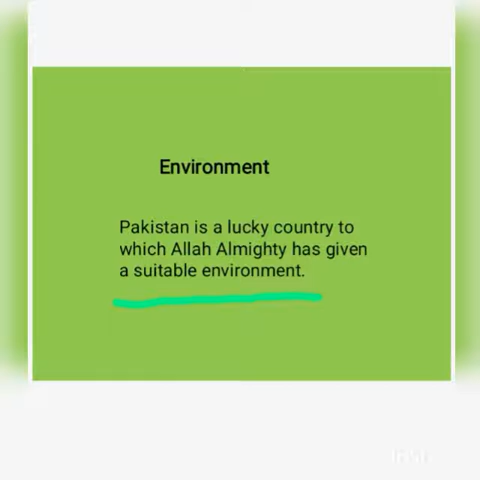 Environment
Pakistan is a lucky country to
which Allah Almighty has given
a suitable environment.